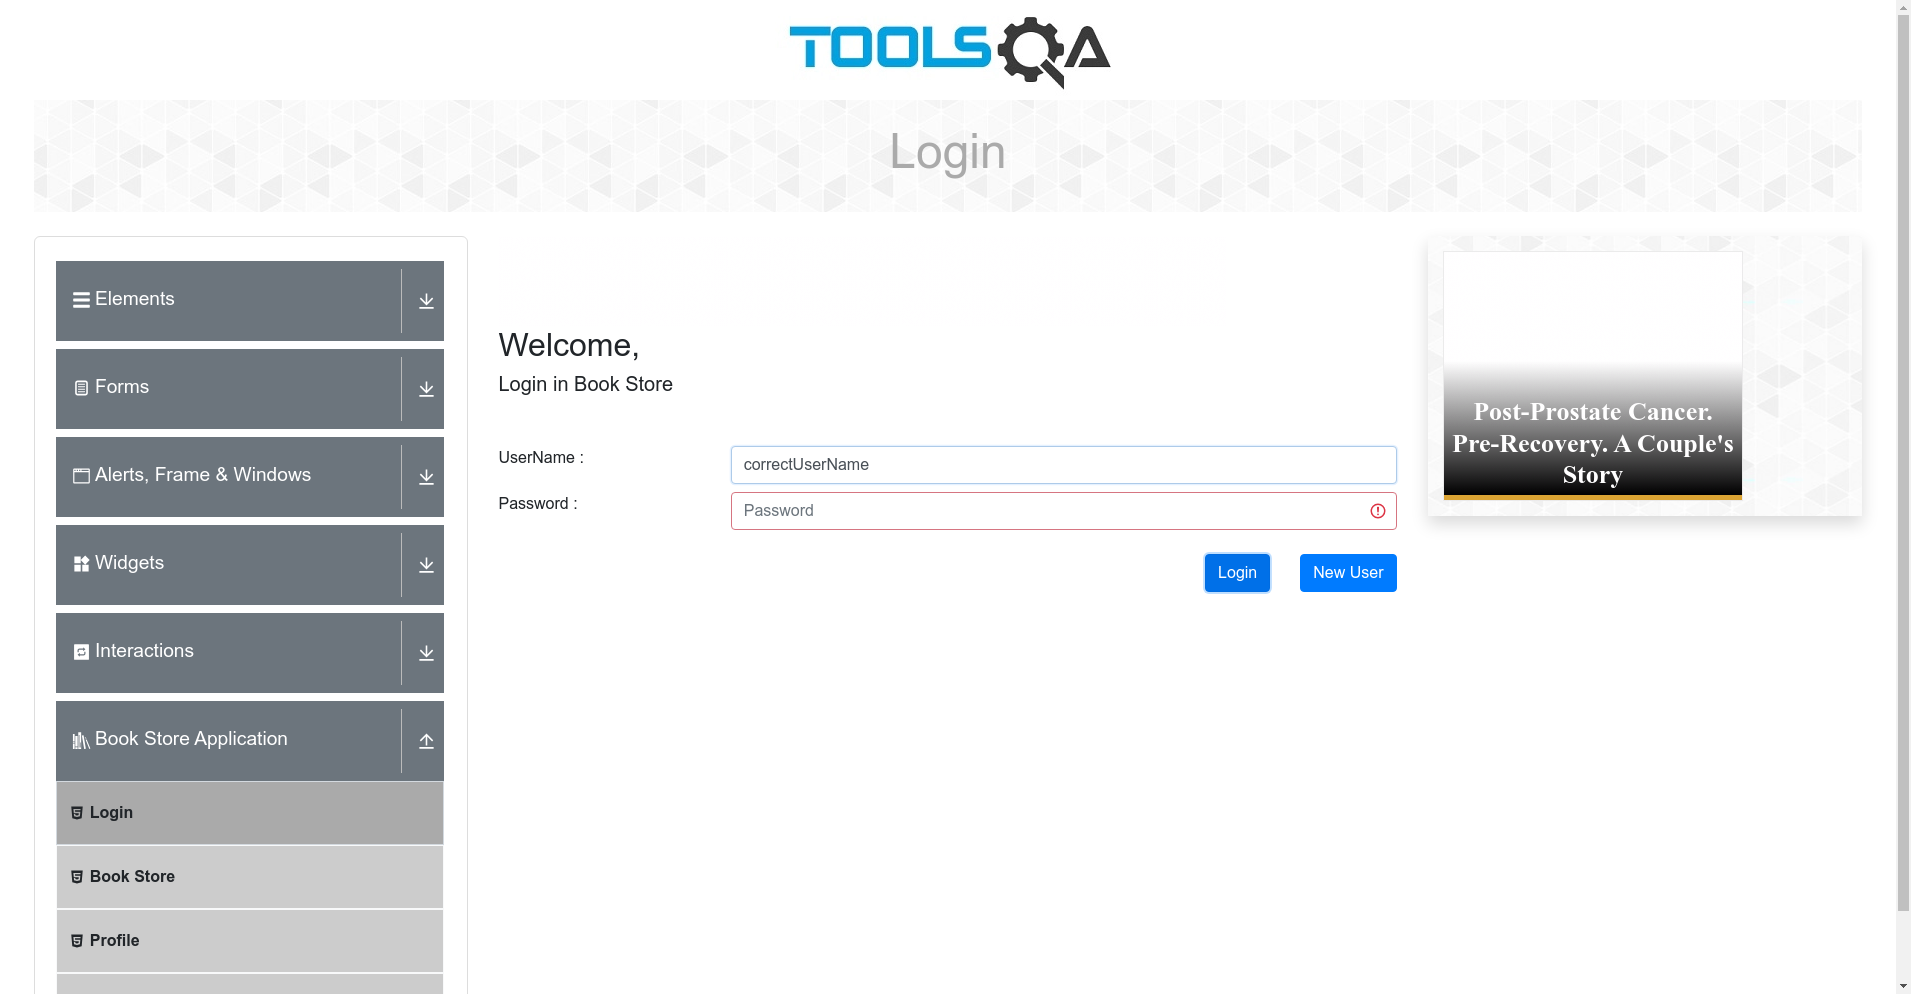 TOOLSQA
Login
Elements
Forms
Alerts, Frame & Windows
Widgets
Interactions
Book Store Application
Login
Book Store
Profile
Welcome,
Login in Book Store
UserName :
correctUserName
Password :
Password
Login
New User
Post-Prostate Cancer.
Pre-Recovery. A Couple's
Story